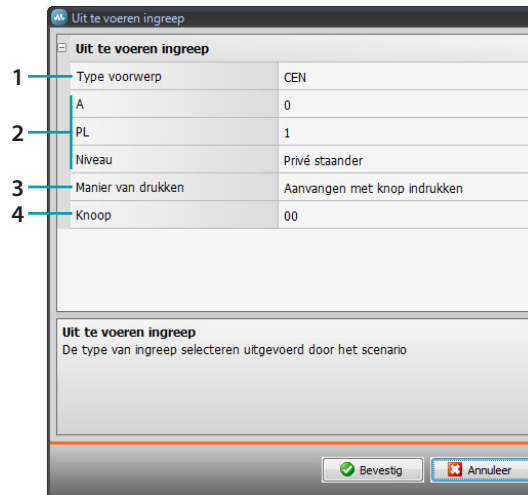 Uit te voeren ingreep
Uit te voeren ingreep
1 Type voorwerp CEN
A 0
2 PL 1
Niveau Privé staander
3 Manier van drukken Aanvangen met knop indrukken
4 Knoop 00
Uit te voeren ingreep
De type van ingreep selecteren uitgevoerd door het scenario
Bevestig Annuleer